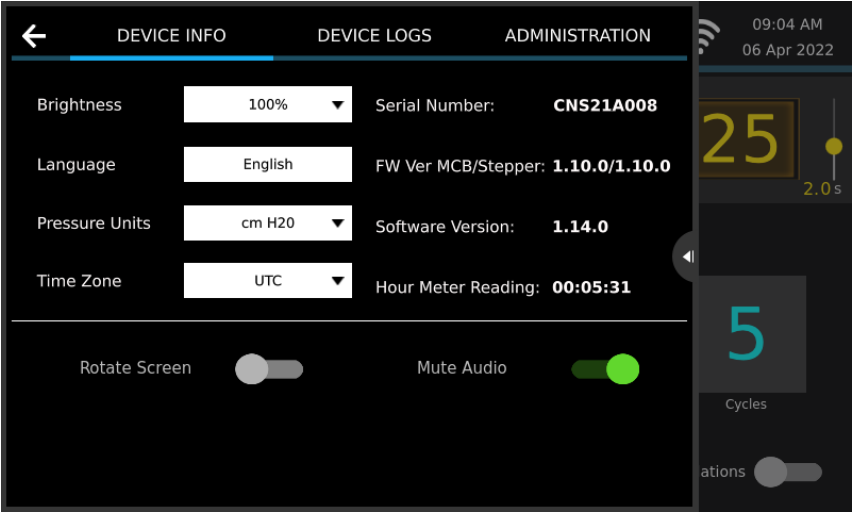 DEVICE INFO
DEVICE LOGS
ADMINISTRATION
09:04 AM
06 Apr 2022
Brightness
100%
Serial Number:
CNS21A008
Language
English
FW Ver MCB/Stepper:
1.10.0/1.10.0
Pressure Units
cm H20
Software Version:
1.14.0
Time Zone
UTC
Hour Meter Reading:
00:05:31
Rotate Screen
Mute Audio
25
2.0 s
5
Cycles
ations